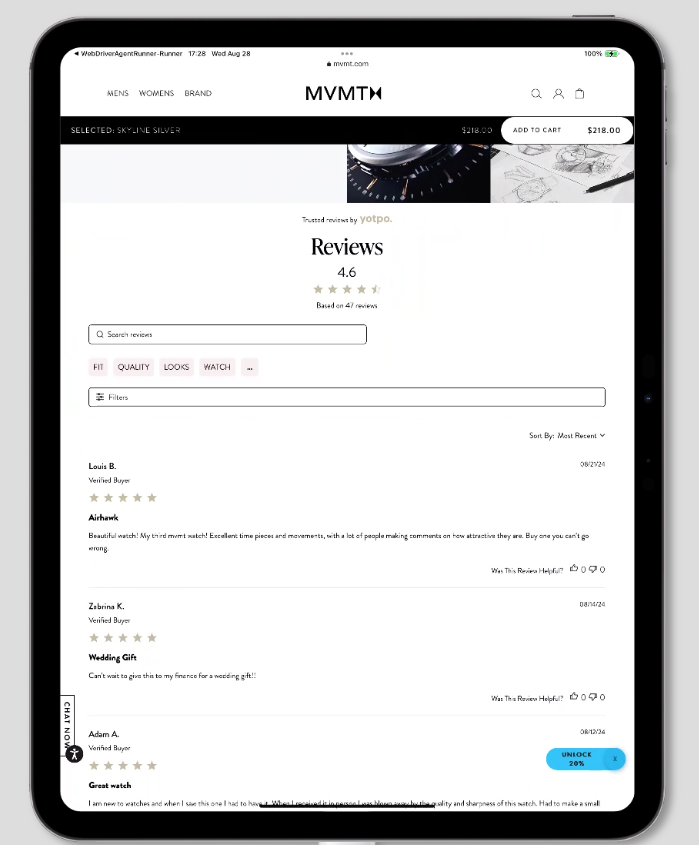 WebDriverAgentRunner-Runner 17:28 Wed Aug 28 100%
mvmt.com
MENS WOMENS BRAND MVMT
SELECTED: SKYLINE SILVER $218.00 ADD TO CART $218.00
Trusted reviews by yotpo.
Reviews
4.6
Based on 47 reviews
Search reviews
FIT QUALITY LOOKS WATCH ...
Filters
Sort By: Most Recent
Louis B. 08/21/24
Verified Buyer
Airhawk
Beautiful watch! My third mvmt watch! Excellent time pieces and movements, with a lot of people making comments on how attractive they are. Buy one you can't go
wrong.
Was This Review Helpful? 0 0
Zabrina K. 08/14/24
Verified Buyer
Wedding Gift
Can't wait to give this to my finance for a wedding gift!!
Was This Review Helpful? 0 0
CHAT NOW
Adam A. 08/12/24
Verified Buyer
UNLOCK
20%
X
Great watch
I am new to watches and when I saw this one I had to have it. When I received it in person I was blown away by the quality and sharpness of this watch. Had to make a small